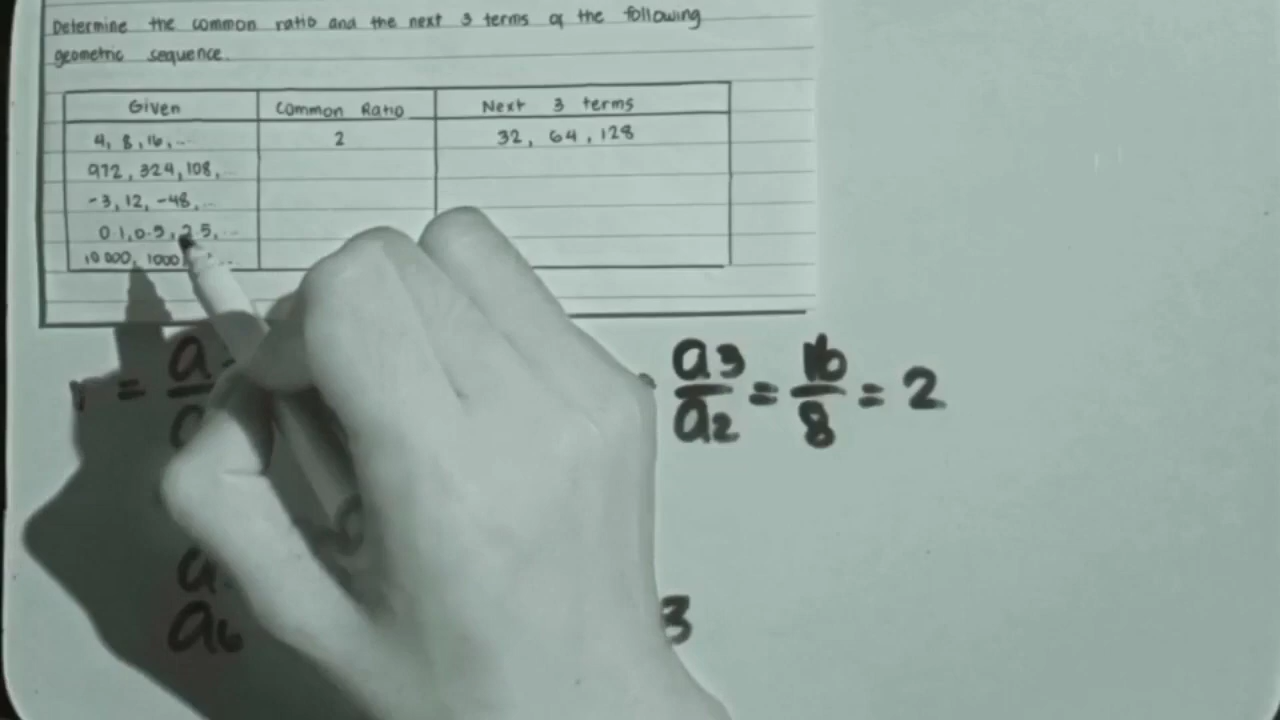 Determine the common ratio and the next 3 terms of the following
geometric sequence.
Given Common Ratio Next 3 terms
4, 8, 16, ... 2 32, 64, 128
972, 324, 108, ...
-3, 12, -48, ...
0.1, 0.5, 2.5, ...
10 000, 1000
= a a3/a2 = 16/8 = 2
a
a6 3